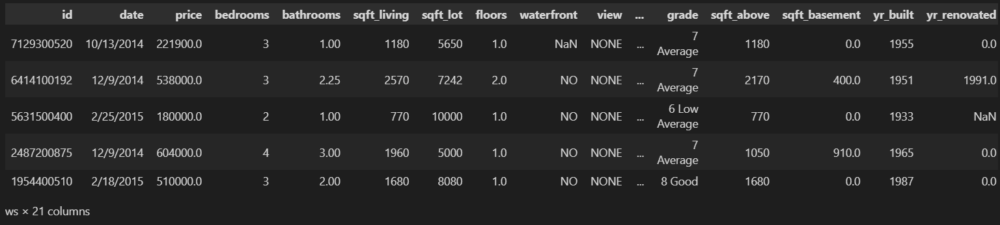 id date price bedrooms bathrooms sqft_living sqft_lot floors waterfront view ... grade sqft_above sqft_basement yr_built yr_renovated
7129300520 10/13/2014 221900.0 3 1.00 1180 5650 1.0 NaN NONE ... 7 Average 1180 0.0 1955 0.0
6414100192 12/9/2014 538000.0 3 2.25 2570 7242 2.0 NO NONE ... 7 Average 2170 400.0 1951 1991.0
5631500400 2/25/2015 180000.0 2 1.00 770 10000 1.0 NO NONE ... 6 Low Average 770 0.0 1933 NaN
2487200875 12/9/2014 604000.0 4 3.00 1960 5000 1.0 NO NONE ... 7 Average 1050 910.0 1965 0.0
1954400510 2/18/2015 510000.0 3 2.00 1680 8080 1.0 NO NONE ... 8 Good 1680 0.0 1987 0.0
ws × 21 columns